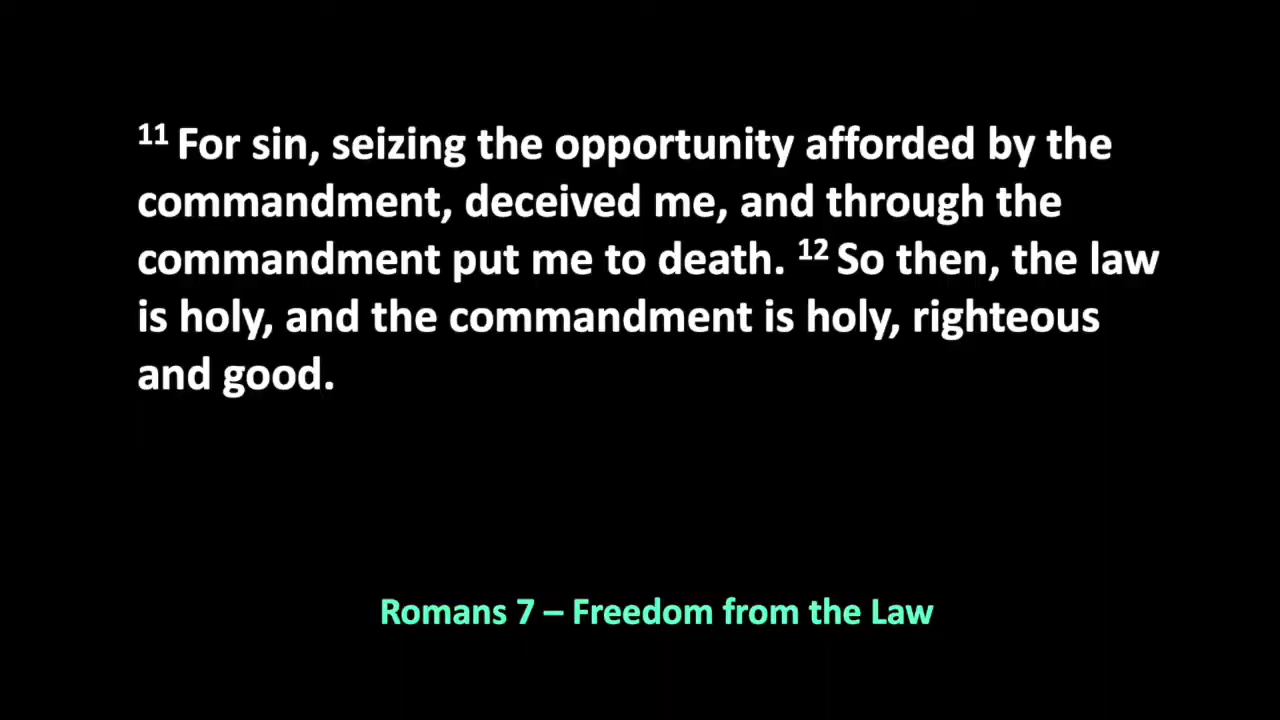 11 For sin, seizing the opportunity afforded by the
commandment, deceived me, and through the
commandment put me to death. 12 So then, the law
is holy, and the commandment is holy, righteous
and good.
Romans 7 – Freedom from the Law